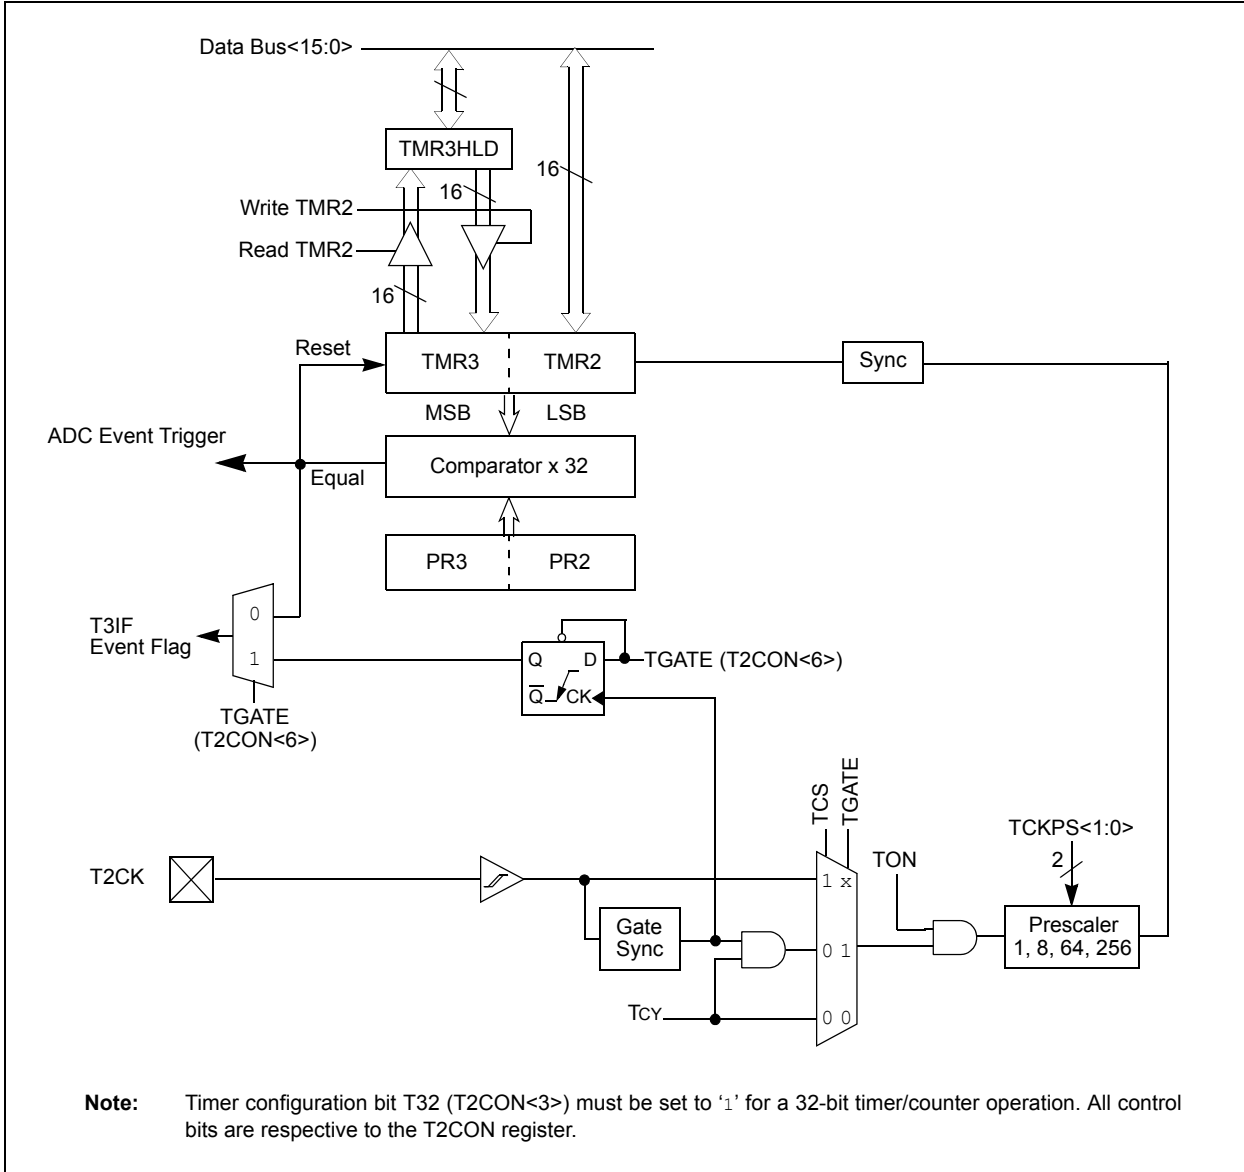 Data Bus<15:0>
TMR3HLD
16
16
Write TMR2
Read TMR2
16
Reset
TMR3
TMR2
Sync
MSB
LSB
ADC Event Trigger
Equal
Comparator x 32
PR3
PR2
0
1
T3IF
Event Flag
Q
D
Q
CK
TGATE (T2CON<6>)
TGATE
(T2CON<6>)
TCS
TGATE
TCKPS<1:0>
2
TON
T2CK
1 x
Gate
Sync
0 1
Prescaler
1, 8, 64, 256
TCY
0 0
Note: Timer configuration bit T32 (T2CON<3>) must be set to ‘1’ for a 32-bit timer/counter operation. All control
bits are respective to the T2CON register.